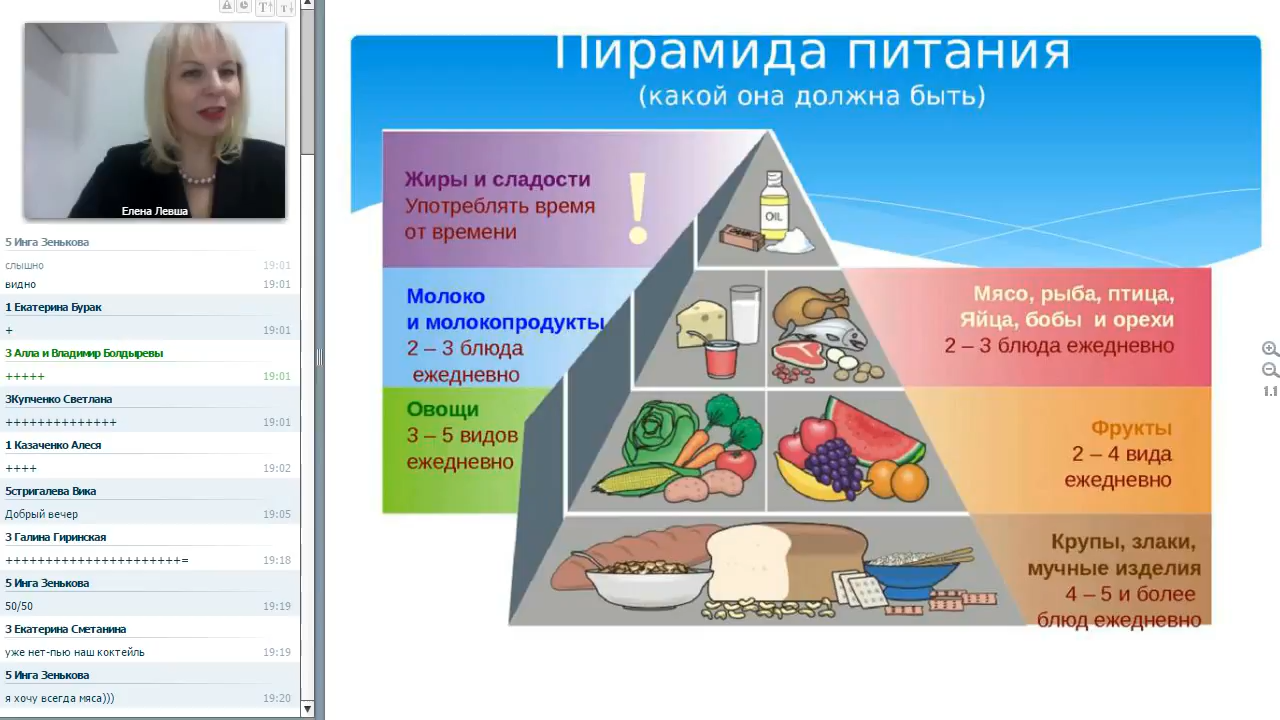 Елена Левша
5 Инга Зенькова
слышно 19:01
видно 19:01
1 Екатерина Бурак
+ 19:01
3 Алла и Владимир Болдыревы
+++++ 19:01
3Купченко Светлана
++++++++++++++ 19:01
1 Казаченко Алеся
++++ 19:02
5стригалева Вика
Добрый вечер 19:05
3 Галина Гиринская
++++++++++++++++++++++= 19:18
5 Инга Зенькова
50/50 19:19
3 Екатерина Сметанина
уже нет-пью наш коктейль 19:19
5 Инга Зенькова
я хочу всегда мяса))) 19:20
Пирамида питания
(какой она должна быть)
Жиры и сладости
Употреблять время
от времени
!
OIL
Молоко
и молокопродукты
2 – 3 блюда
ежедневно
Мясо, рыба, птица,
Яйца, бобы и орехи
2 – 3 блюда ежедневно
Овощи
3 – 5 видов
ежедневно
Фрукты
2 – 4 вида
ежедневно
Крупы, злаки,
мучные изделия
4 – 5 и более
блюд ежедневно
1:1